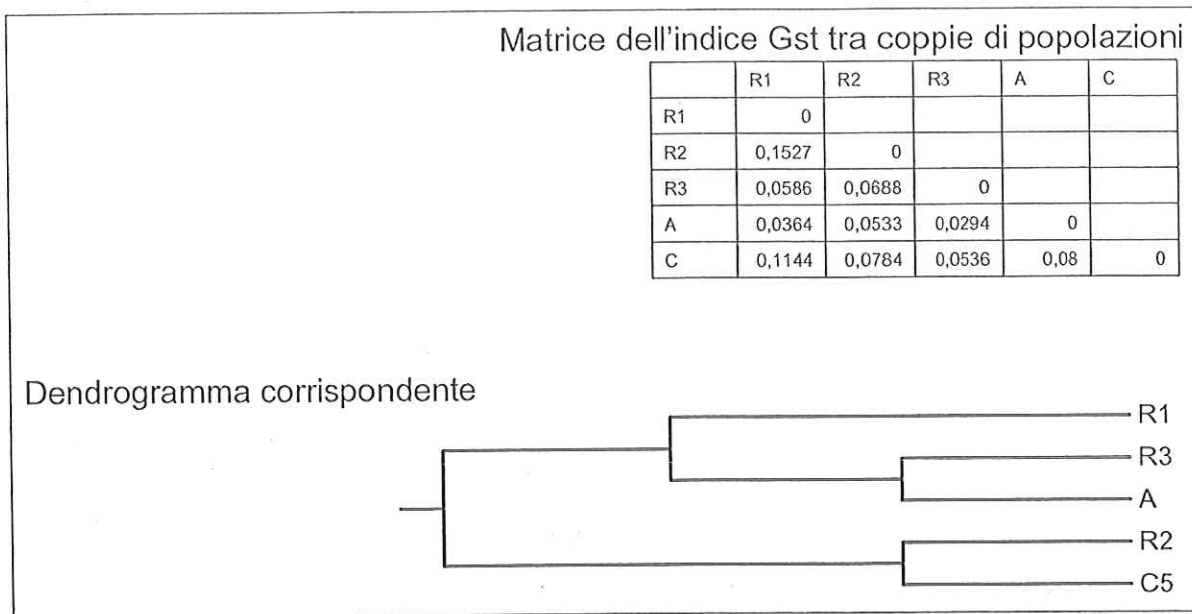 Matrice dell'indice Gst tra coppie di popolazioni
R1 R2 R3 A C
R1 0
R2 0,1527 0
R3 0,0586 0,0688 0
A 0,0364 0,0533 0,0294 0
C 0,1144 0,0784 0,0536 0,08 0
Dendrogramma corrispondente
R1
R3
A
R2
C5